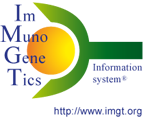 Im
Muno
Gene
Tics
Information
system®
http://www.imgt.org